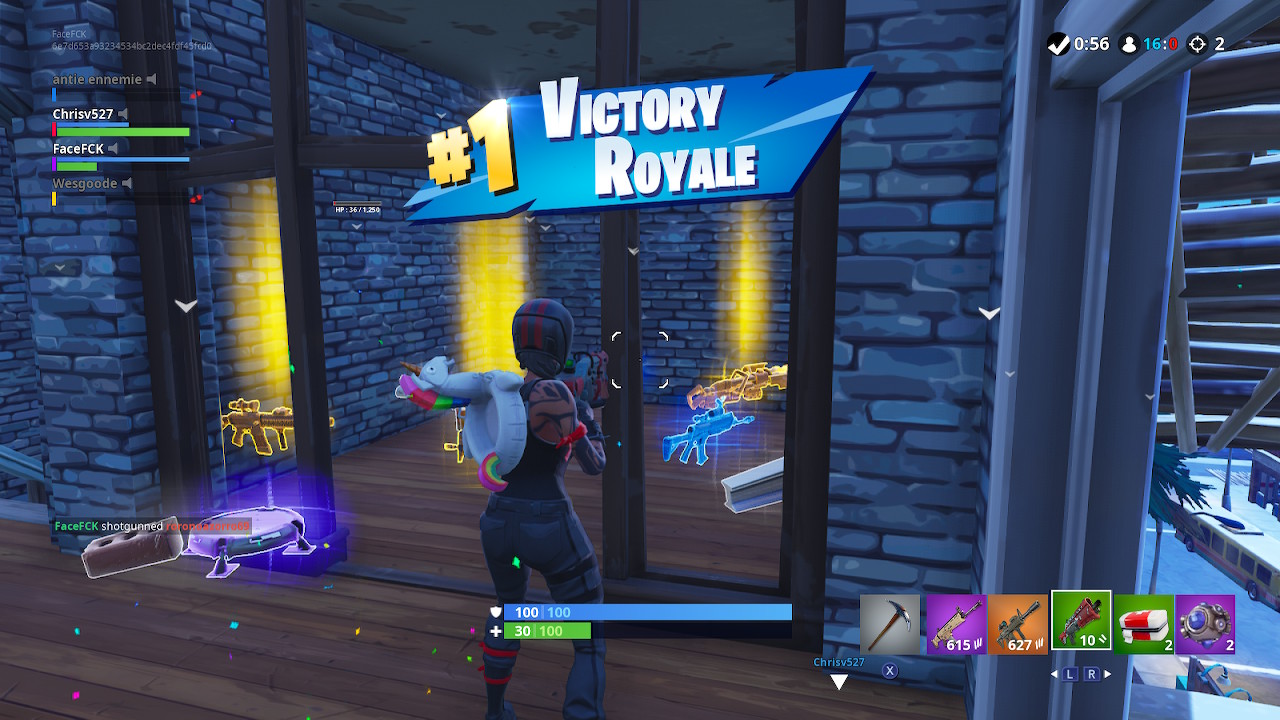 FaceFCK
6e7d653a93234534bc2dec4fdf45fcd0
antie ennemie
Chrisv527
FaceFCK
Wesgoode
0:56 16:0 2
#1 VICTORY
ROYALE
HP : 36 / 1,250
FaceFCK shotgunned
100 | 100
30 | 100
615 627 10 2 2
Chrisv527 X
L R